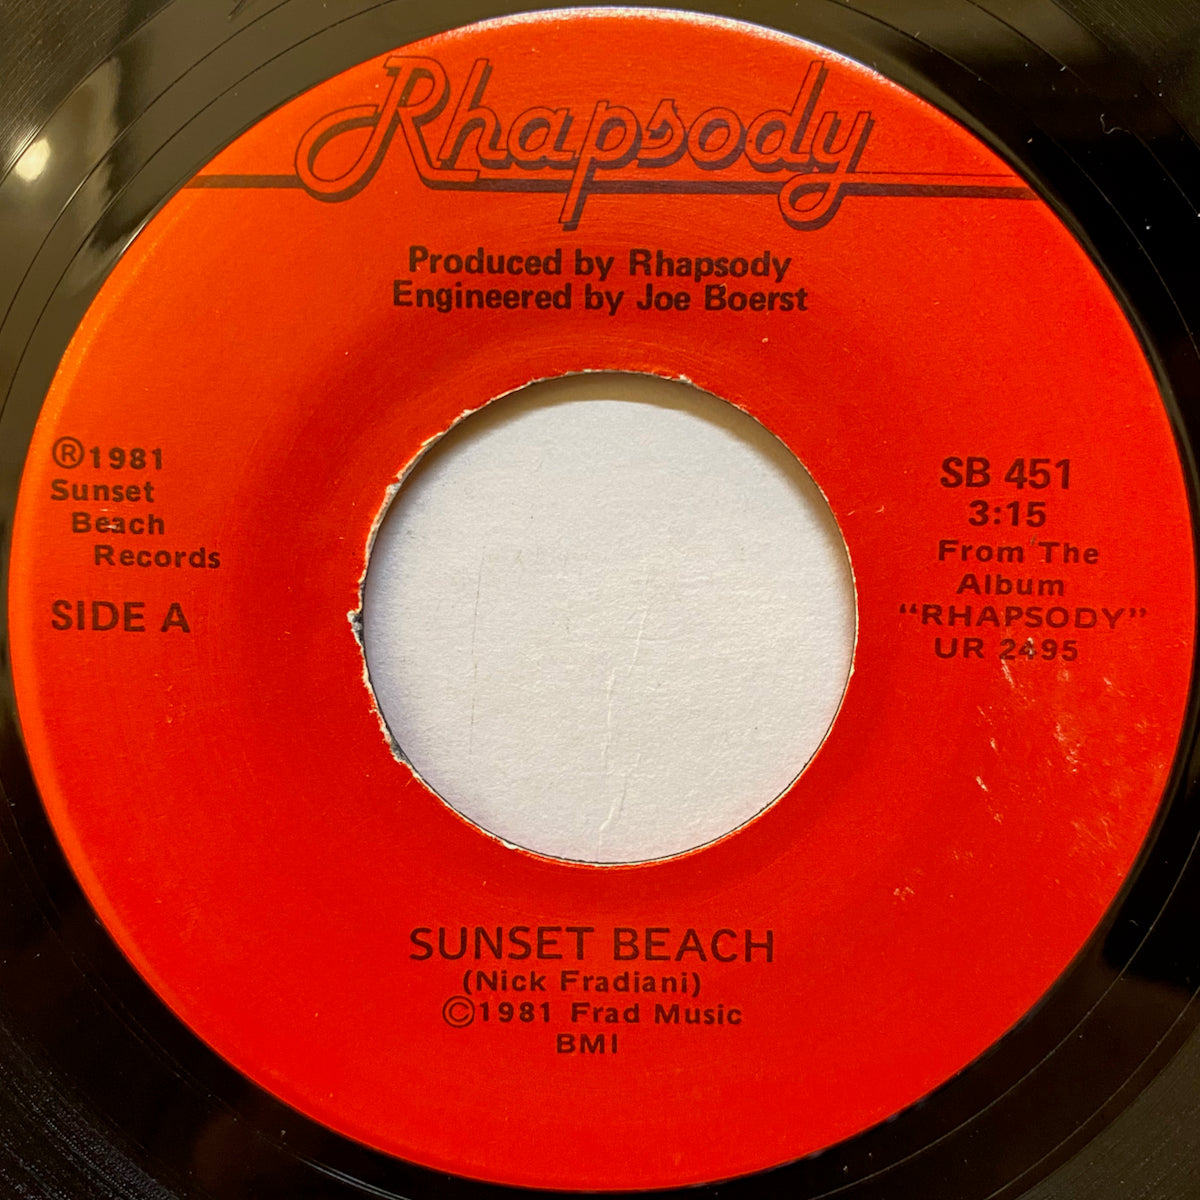 Rhapsody
Produced by Rhapsody
Engineered by Joe Boerst
®1981
Sunset
Beach
Records
SIDE A
SB 451
3:15
From The
Album
"RHAPSODY"
UR 2495
SUNSET BEACH
(Nick Fradiani)
©1981 Frad Music
BMI